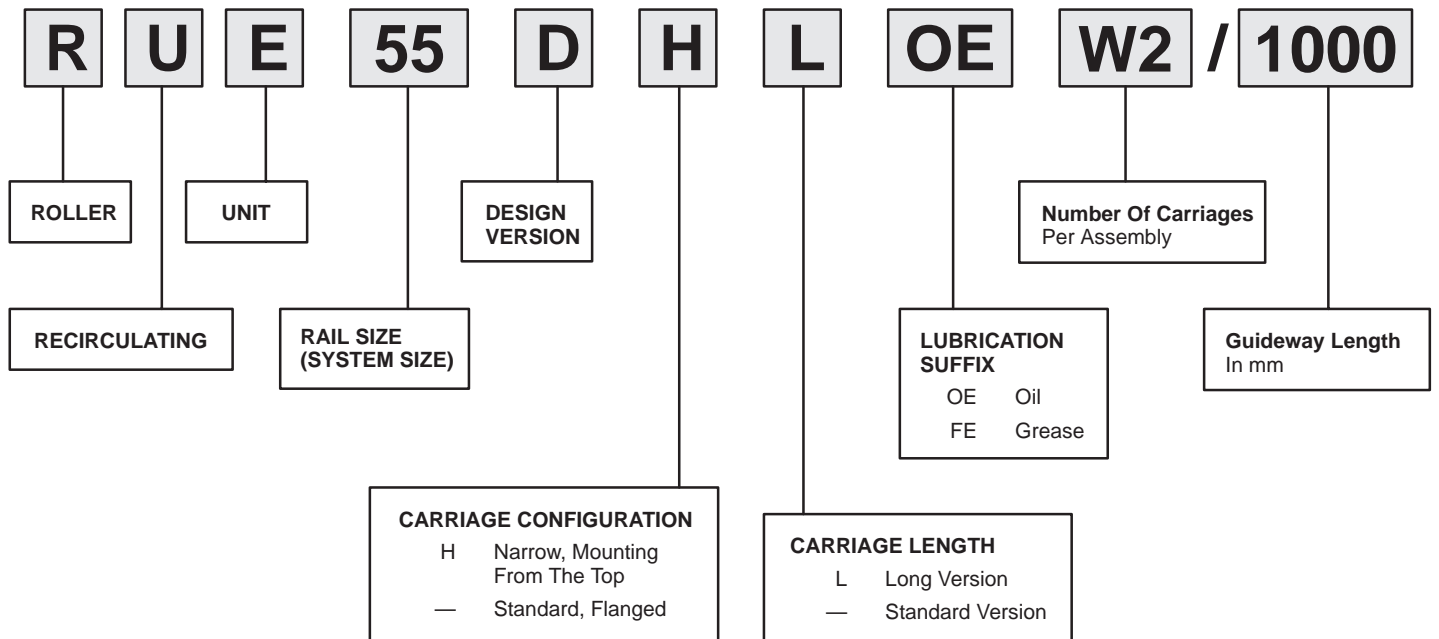 R U E 55 D H L OE W2 / 1000
ROLLER
UNIT
DESIGN
VERSION
Number Of Carriages
Per Assembly
RECIRCULATING
RAIL SIZE
(SYSTEM SIZE)
LUBRICATION
SUFFIX
OE Oil
FE Grease
Guideway Length
In mm
CARRIAGE CONFIGURATION
H Narrow, Mounting
From The Top
— Standard, Flanged
CARRIAGE LENGTH
L Long Version
— Standard Version